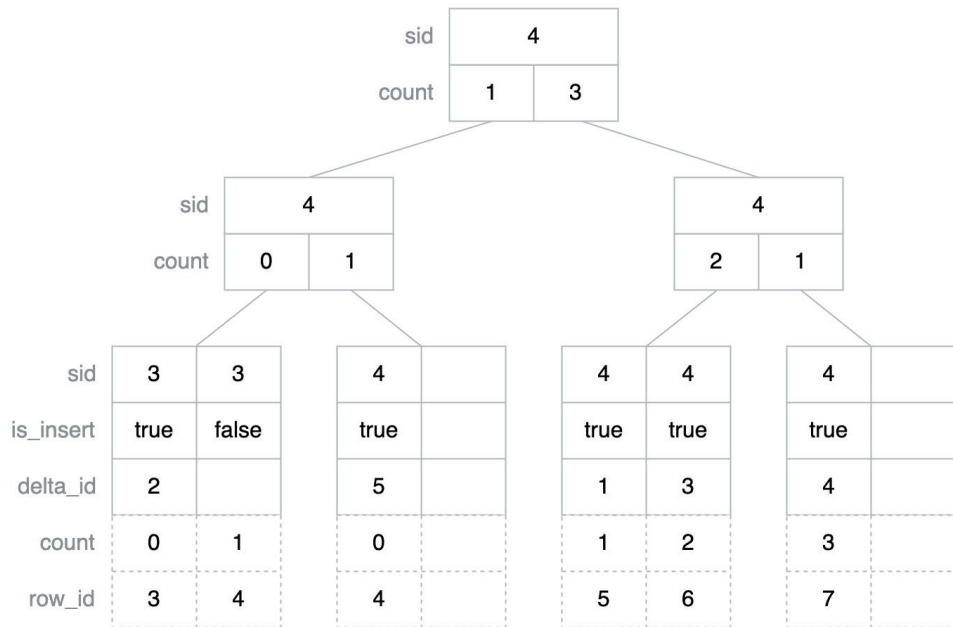 sid 4
count 1 3
sid 4 4
count 0 1 2 1
sid 3 3 4 4 4 4
is_insert true false true true true true
delta_id 2 5 1 3 4
count 0 1 0 1 2 3
row_id 3 4 4 5 6 7